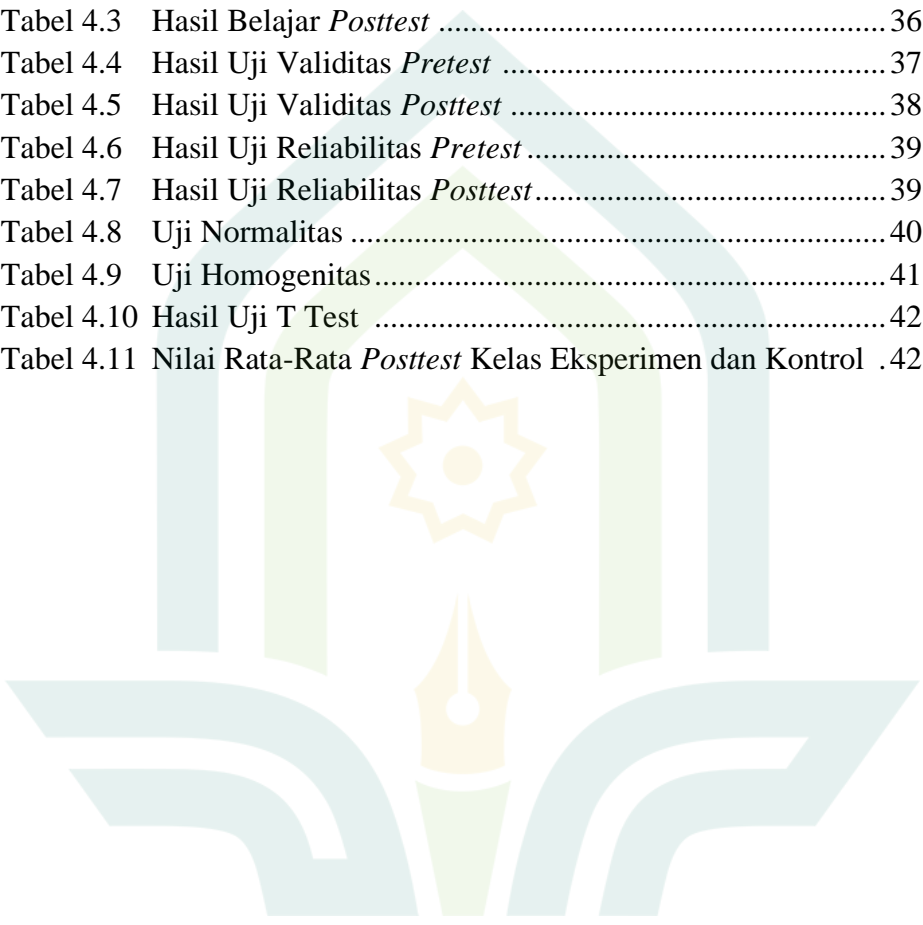 Tabel 4.3 Hasil Belajar Posttest ............................................................ 36
Tabel 4.4 Hasil Uji Validitas Pretest .................................................... 37
Tabel 4.5 Hasil Uji Validitas Posttest ................................................... 38
Tabel 4.6 Hasil Uji Reliabilitas Pretest ................................................. 39
Tabel 4.7 Hasil Uji Reliabilitas Posttest ................................................ 39
Tabel 4.8 Uji Normalitas ........................................................................ 40
Tabel 4.9 Uji Homogenitas ..................................................................... 41
Tabel 4.10 Hasil Uji T Test ..................................................................... 42
Tabel 4.11 Nilai Rata-Rata Posttest Kelas Eksperimen dan Kontrol . 42